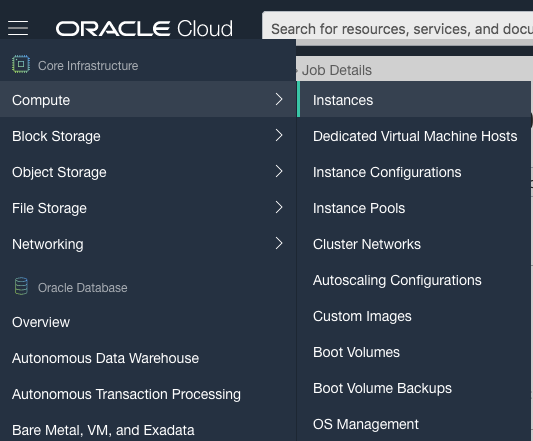 ORACLE Cloud
Search for resources, services, and docu
Core Infrastructure
Job Details
Compute
Block Storage
Object Storage
File Storage
Networking
Oracle Database
Overview
Autonomous Data Warehouse
Autonomous Transaction Processing
Bare Metal, VM, and Exadata
Instances
Dedicated Virtual Machine Hosts
Instance Configurations
Instance Pools
Cluster Networks
Autoscaling Configurations
Custom Images
Boot Volumes
Boot Volume Backups
OS Management